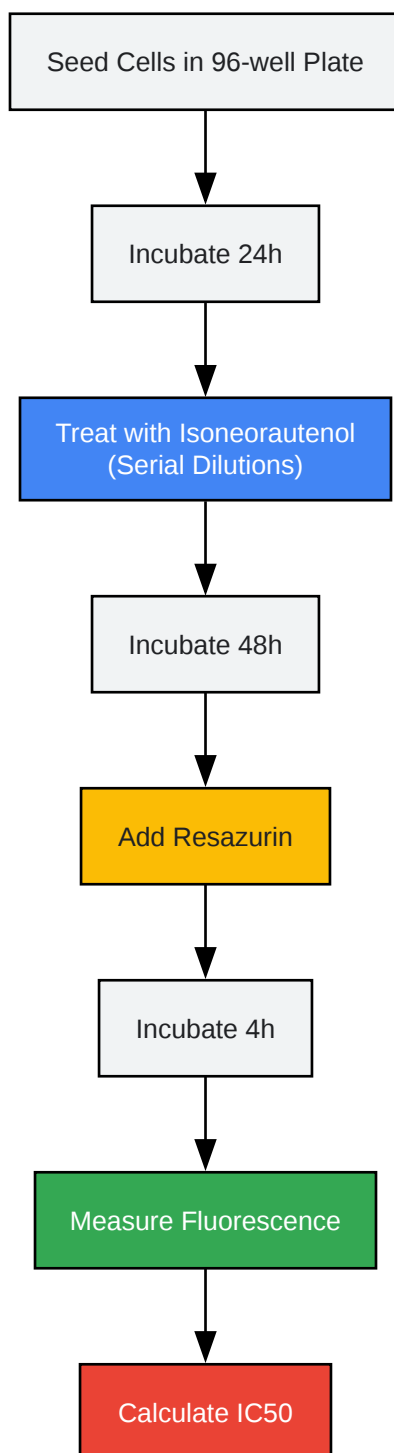 Seed Cells in 96-well Plate
Incubate 24h
Treat with Isoneorautenol
(Serial Dilutions)
Incubate 48h
Add Resazurin
Incubate 4h
Measure Fluorescence
Calculate IC50